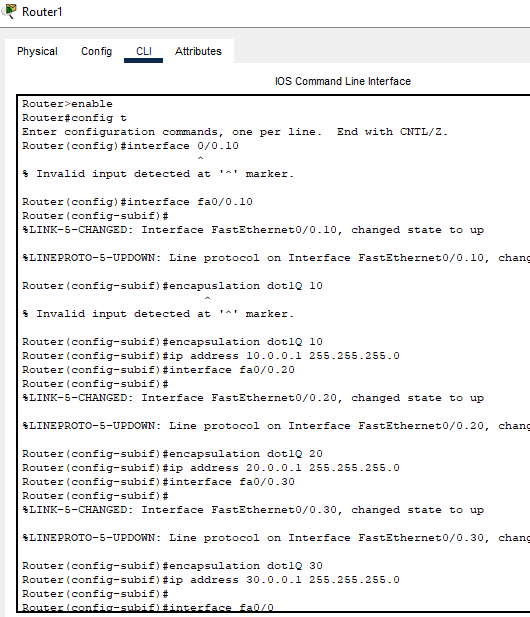 Router1
Physical Config CLI Attributes
IOS Command Line Interface
Router>enable
Router#config t
Enter configuration commands, one per line.  End with CNTL/Z.
Router(config)#interface 0/0.10
^
% Invalid input detected at '^' marker.
Router(config)#interface fa0/0.10
Router(config-subif)#
%LINK-5-CHANGED: Interface FastEthernet0/0.10, changed state to up
%LINEPROTO-5-UPDOWN: Line protocol on Interface FastEthernet0/0.10, chang
Router(config-subif)#encapuslation dot1Q 10
^
% Invalid input detected at '^' marker.
Router(config-subif)#encapsulation dot1Q 10
Router(config-subif)#ip address 10.0.0.1 255.255.255.0
Router(config-subif)#interface fa0/0.20
Router(config-subif)#
%LINK-5-CHANGED: Interface FastEthernet0/0.20, changed state to up
%LINEPROTO-5-UPDOWN: Line protocol on Interface FastEthernet0/0.20, chang
Router(config-subif)#encapsulation dot1Q 20
Router(config-subif)#ip address 20.0.0.1 255.255.255.0
Router(config-subif)#interface fa0/0.30
Router(config-subif)#
%LINK-5-CHANGED: Interface FastEthernet0/0.30, changed state to up
%LINEPROTO-5-UPDOWN: Line protocol on Interface FastEthernet0/0.30, chang
Router(config-subif)#encapsulation dot1Q 30
Router(config-subif)#ip address 30.0.0.1 255.255.255.0
Router(config-subif)#
Router(config-subif)#interface fa0/0